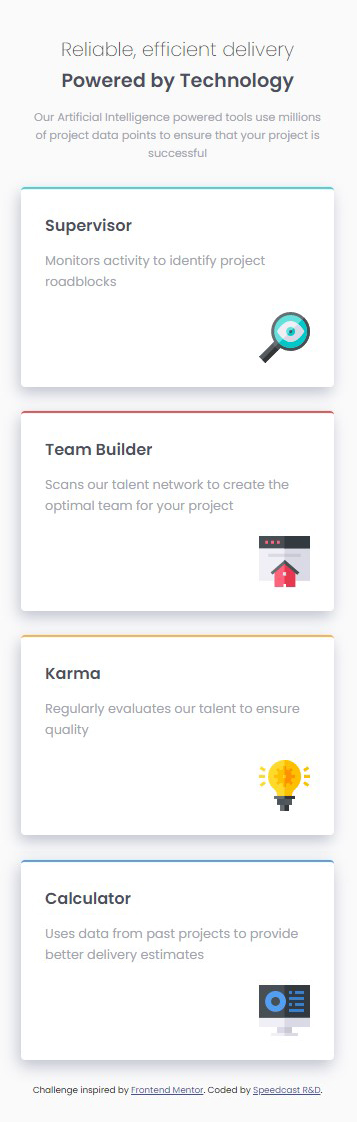 Reliable, efficient delivery
Powered by Technology
Our Artificial Intelligence powered tools use millions
of project data points to ensure that your project is
successful
Supervisor
Monitors activity to identify project
roadblocks
Team Builder
Scans our talent network to create the
optimal team for your project
Karma
Regularly evaluates our talent to ensure
quality
Calculator
Uses data from past projects to provide
better delivery estimates
Challenge inspired by Frontend Mentor. Coded by Speedcast R&D.